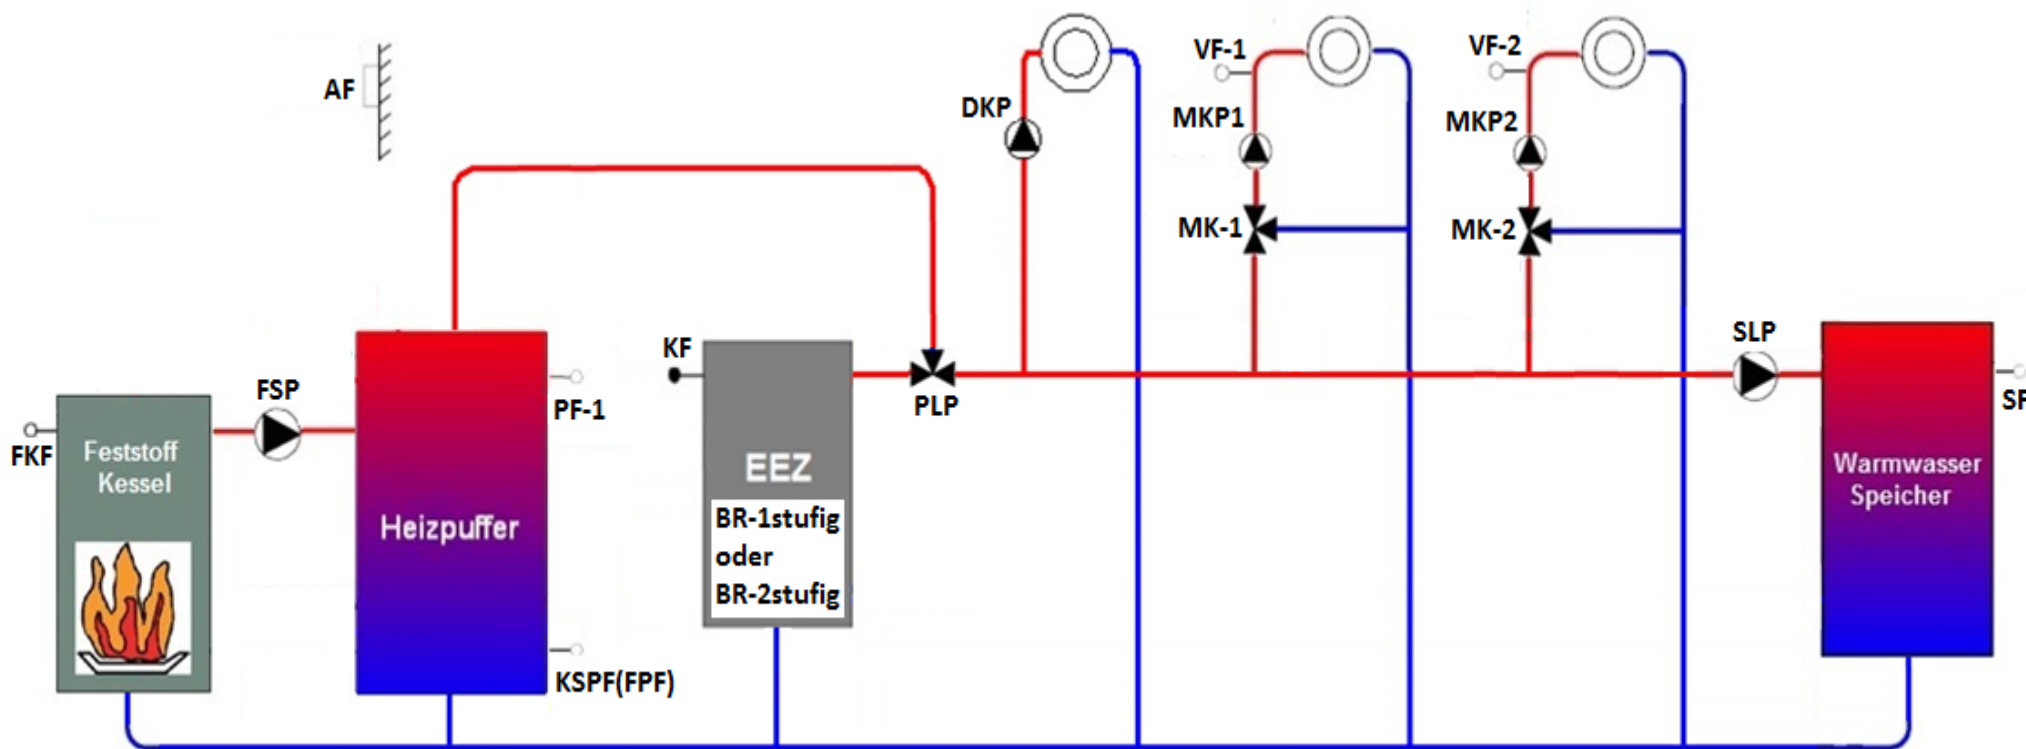 AF
DKP
VF-1
MKP1
MK-1
VF-2
MKP2
MK-2
FKF
Feststoff
Kessel
FSP
Heizpuffer
PF-1
KSPF(FPF)
KF
EEZ
BR-1stufig
oder
BR-2stufig
PLP
SLP
Warmwasser
Speicher
SF